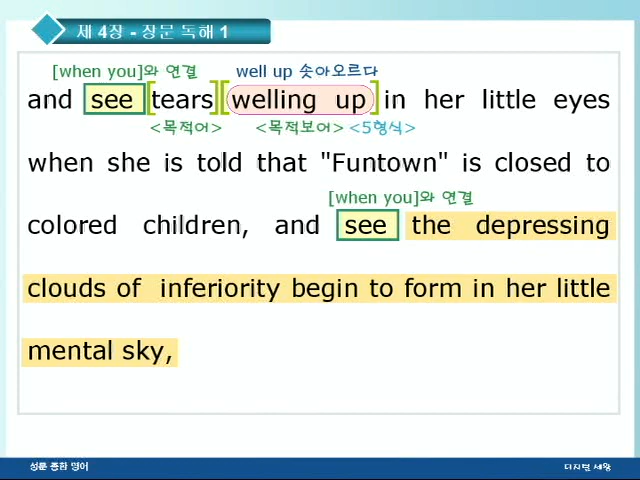 제 4장 - 장문 독해 1
[when you]와 연결 well up 솟아오르다
and see [tears] [welling up] in her little eyes
<목적어> <목적보어> <5형식>
when she is told that "Funtown" is closed to
[when you]와 연결
colored children, and see the depressing
clouds of inferiority begin to form in her little
mental sky,
성문 종합 영어 디지털 세왕